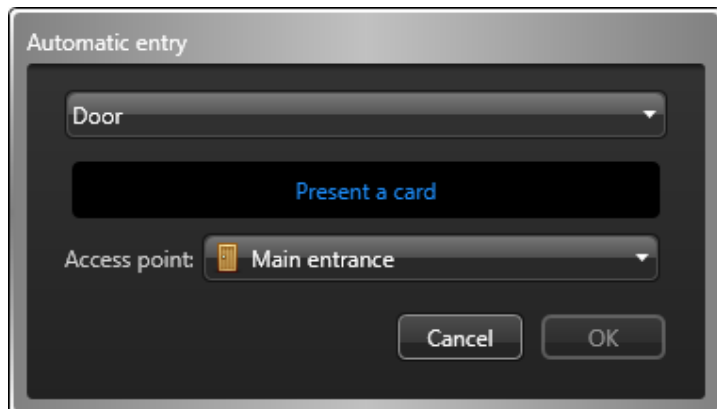 Automatic entry
Door
Present a card
Access point: Main entrance
Cancel OK